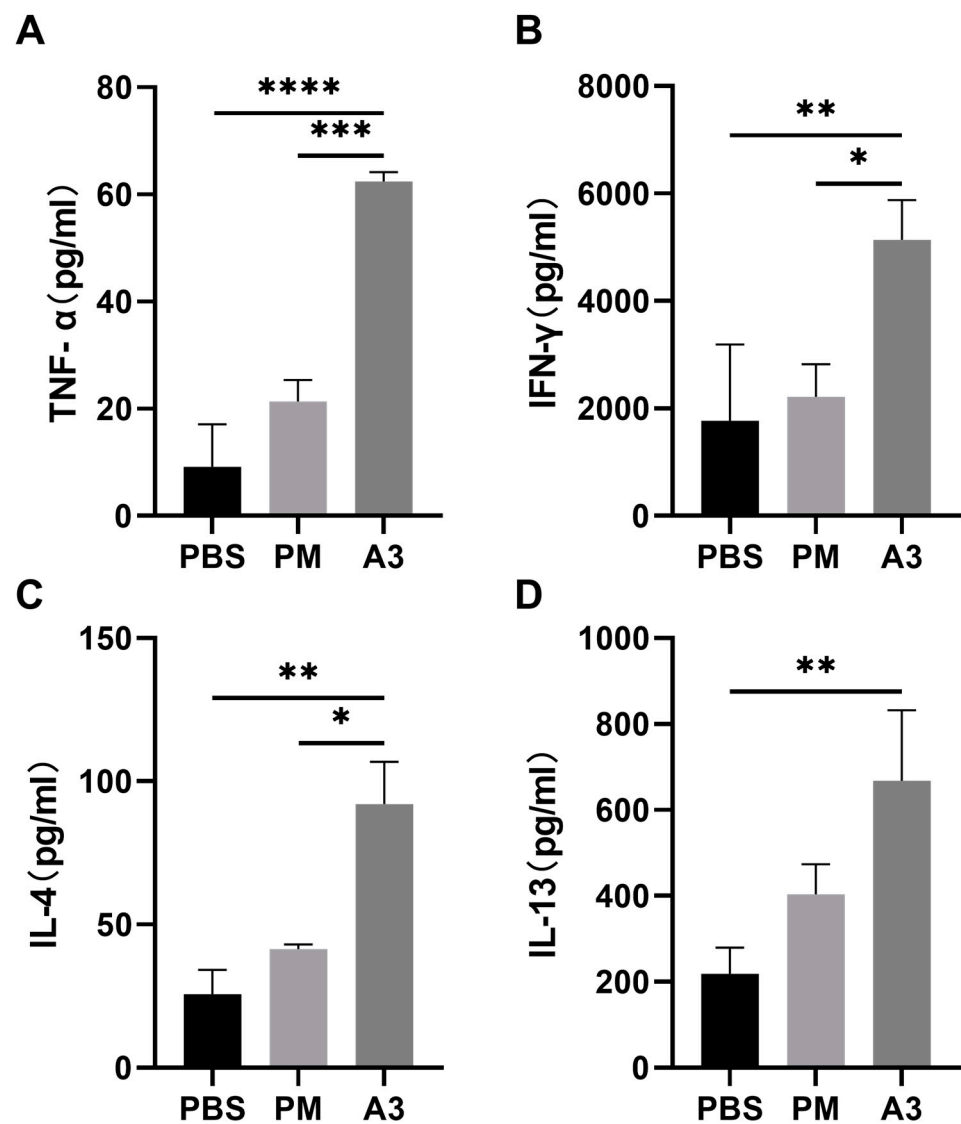 A
TNF- α(pg/ml)
80
60
40
20
0
****
***
PBS PM A3
B
IFN-γ(pg/ml)
8000
6000
4000
2000
0
**
*
PBS PM A3
C
IL-4(pg/ml)
150
100
50
0
**
*
PBS PM A3
D
IL-13(pg/ml)
1000
800
600
400
200
0
**
PBS PM A3